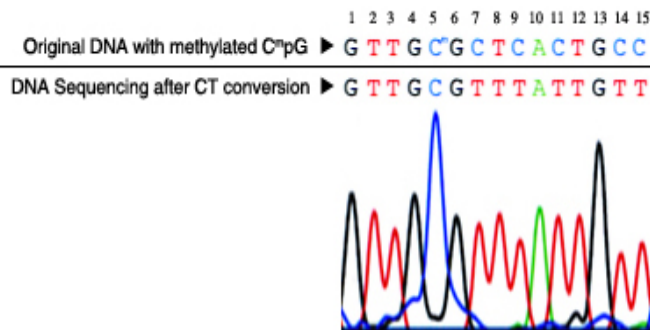 1 2 3 4 5 6 7 8 9 10 11 12 13 14 15
Original DNA with methylated CᵐpG ▶ G T T G Cᵐ G C T C A C T G C C
DNA Sequencing after CT conversion ▶ G T T G C G T T T A T T G T T